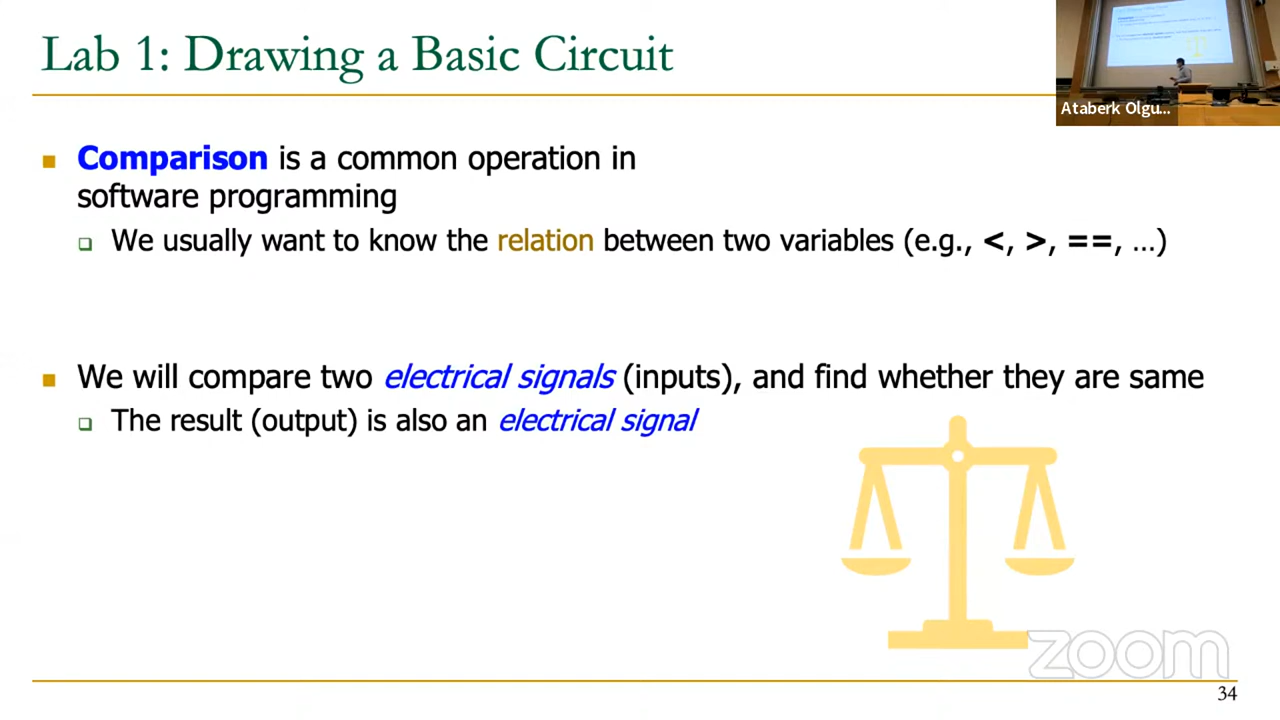 Lab 1: Drawing a Basic Circuit
Ataberk Olgu...
Comparison is a common operation in
software programming
We usually want to know the relation between two variables (e.g., <, >, ==, …)
We will compare two electrical signals (inputs), and find whether they are same
The result (output) is also an electrical signal
zoom
34